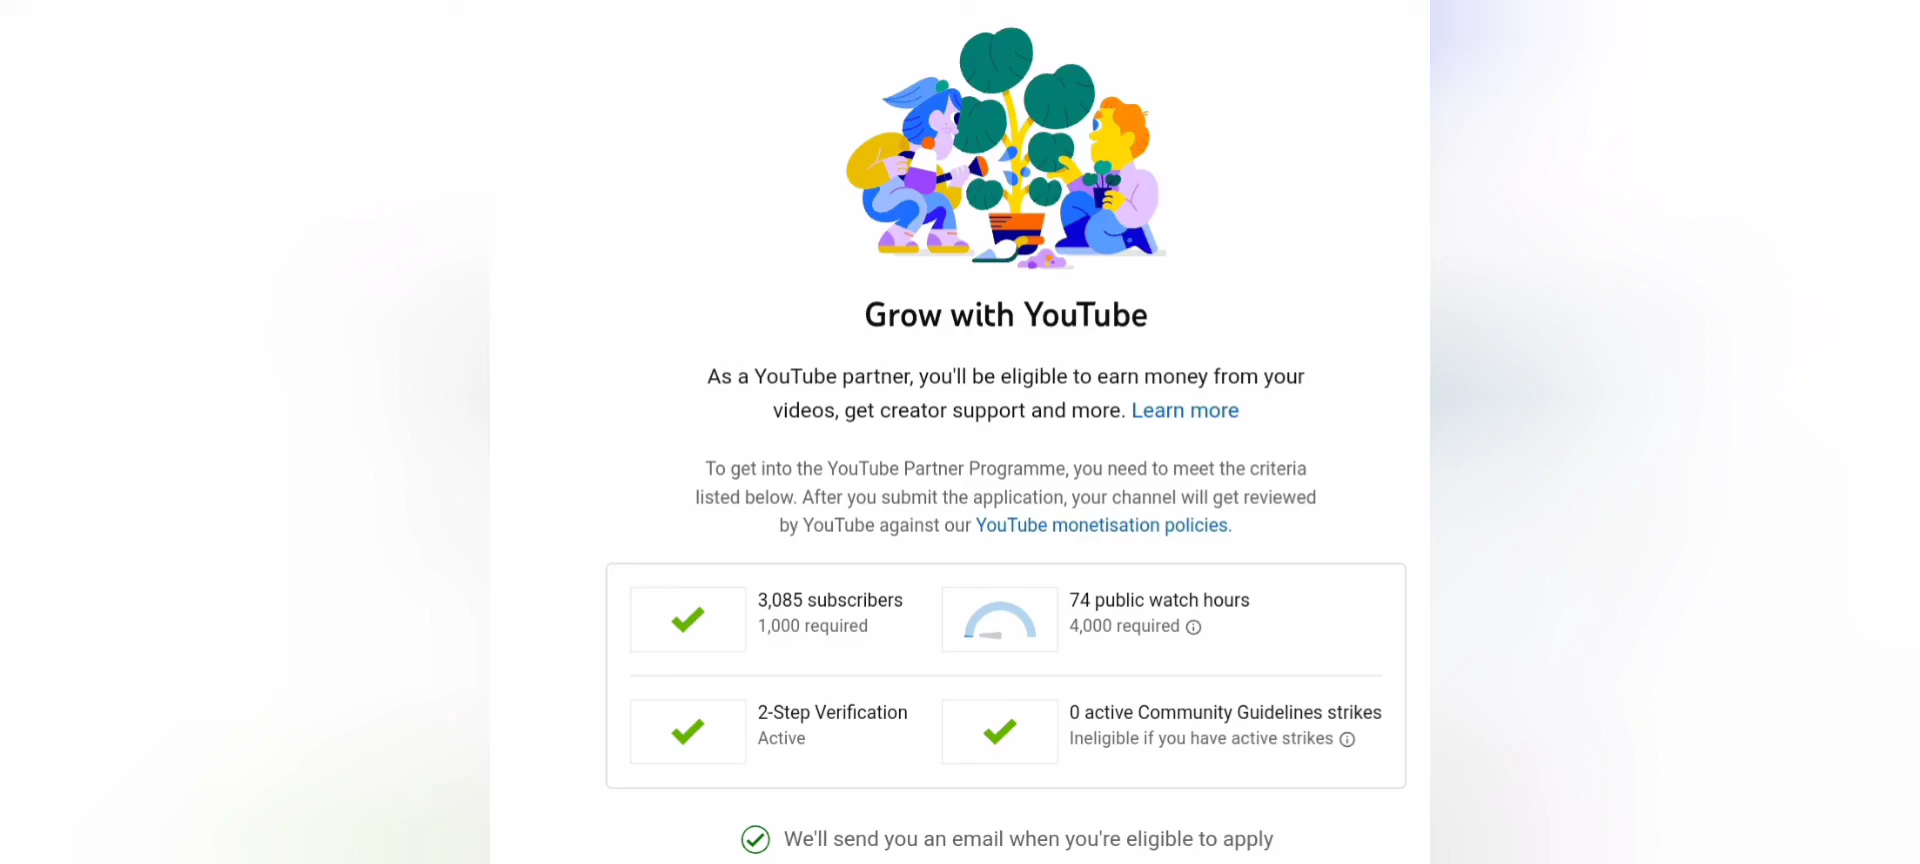 Grow with YouTube
As a YouTube partner, you'll be eligible to earn money from your
videos, get creator support and more. Learn more
To get into the YouTube Partner Programme, you need to meet the criteria
listed below. After you submit the application, your channel will get reviewed
by YouTube against our YouTube monetisation policies.
3,085 subscribers
1,000 required
74 public watch hours
4,000 required
2-Step Verification
Active
0 active Community Guidelines strikes
Ineligible if you have active strikes
We'll send you an email when you're eligible to apply